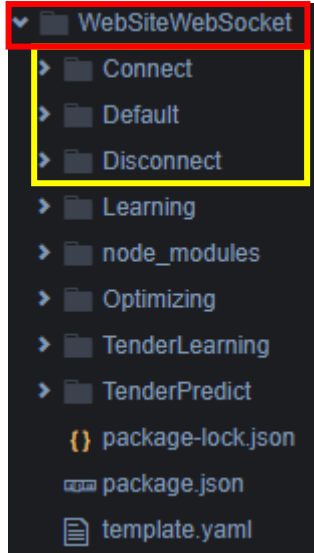 WebSiteWebSocket
Connect
Default
Disconnect
Learning
node_modules
Optimizing
TenderLearning
TenderPredict
{} package-lock.json
package.json
template.yaml